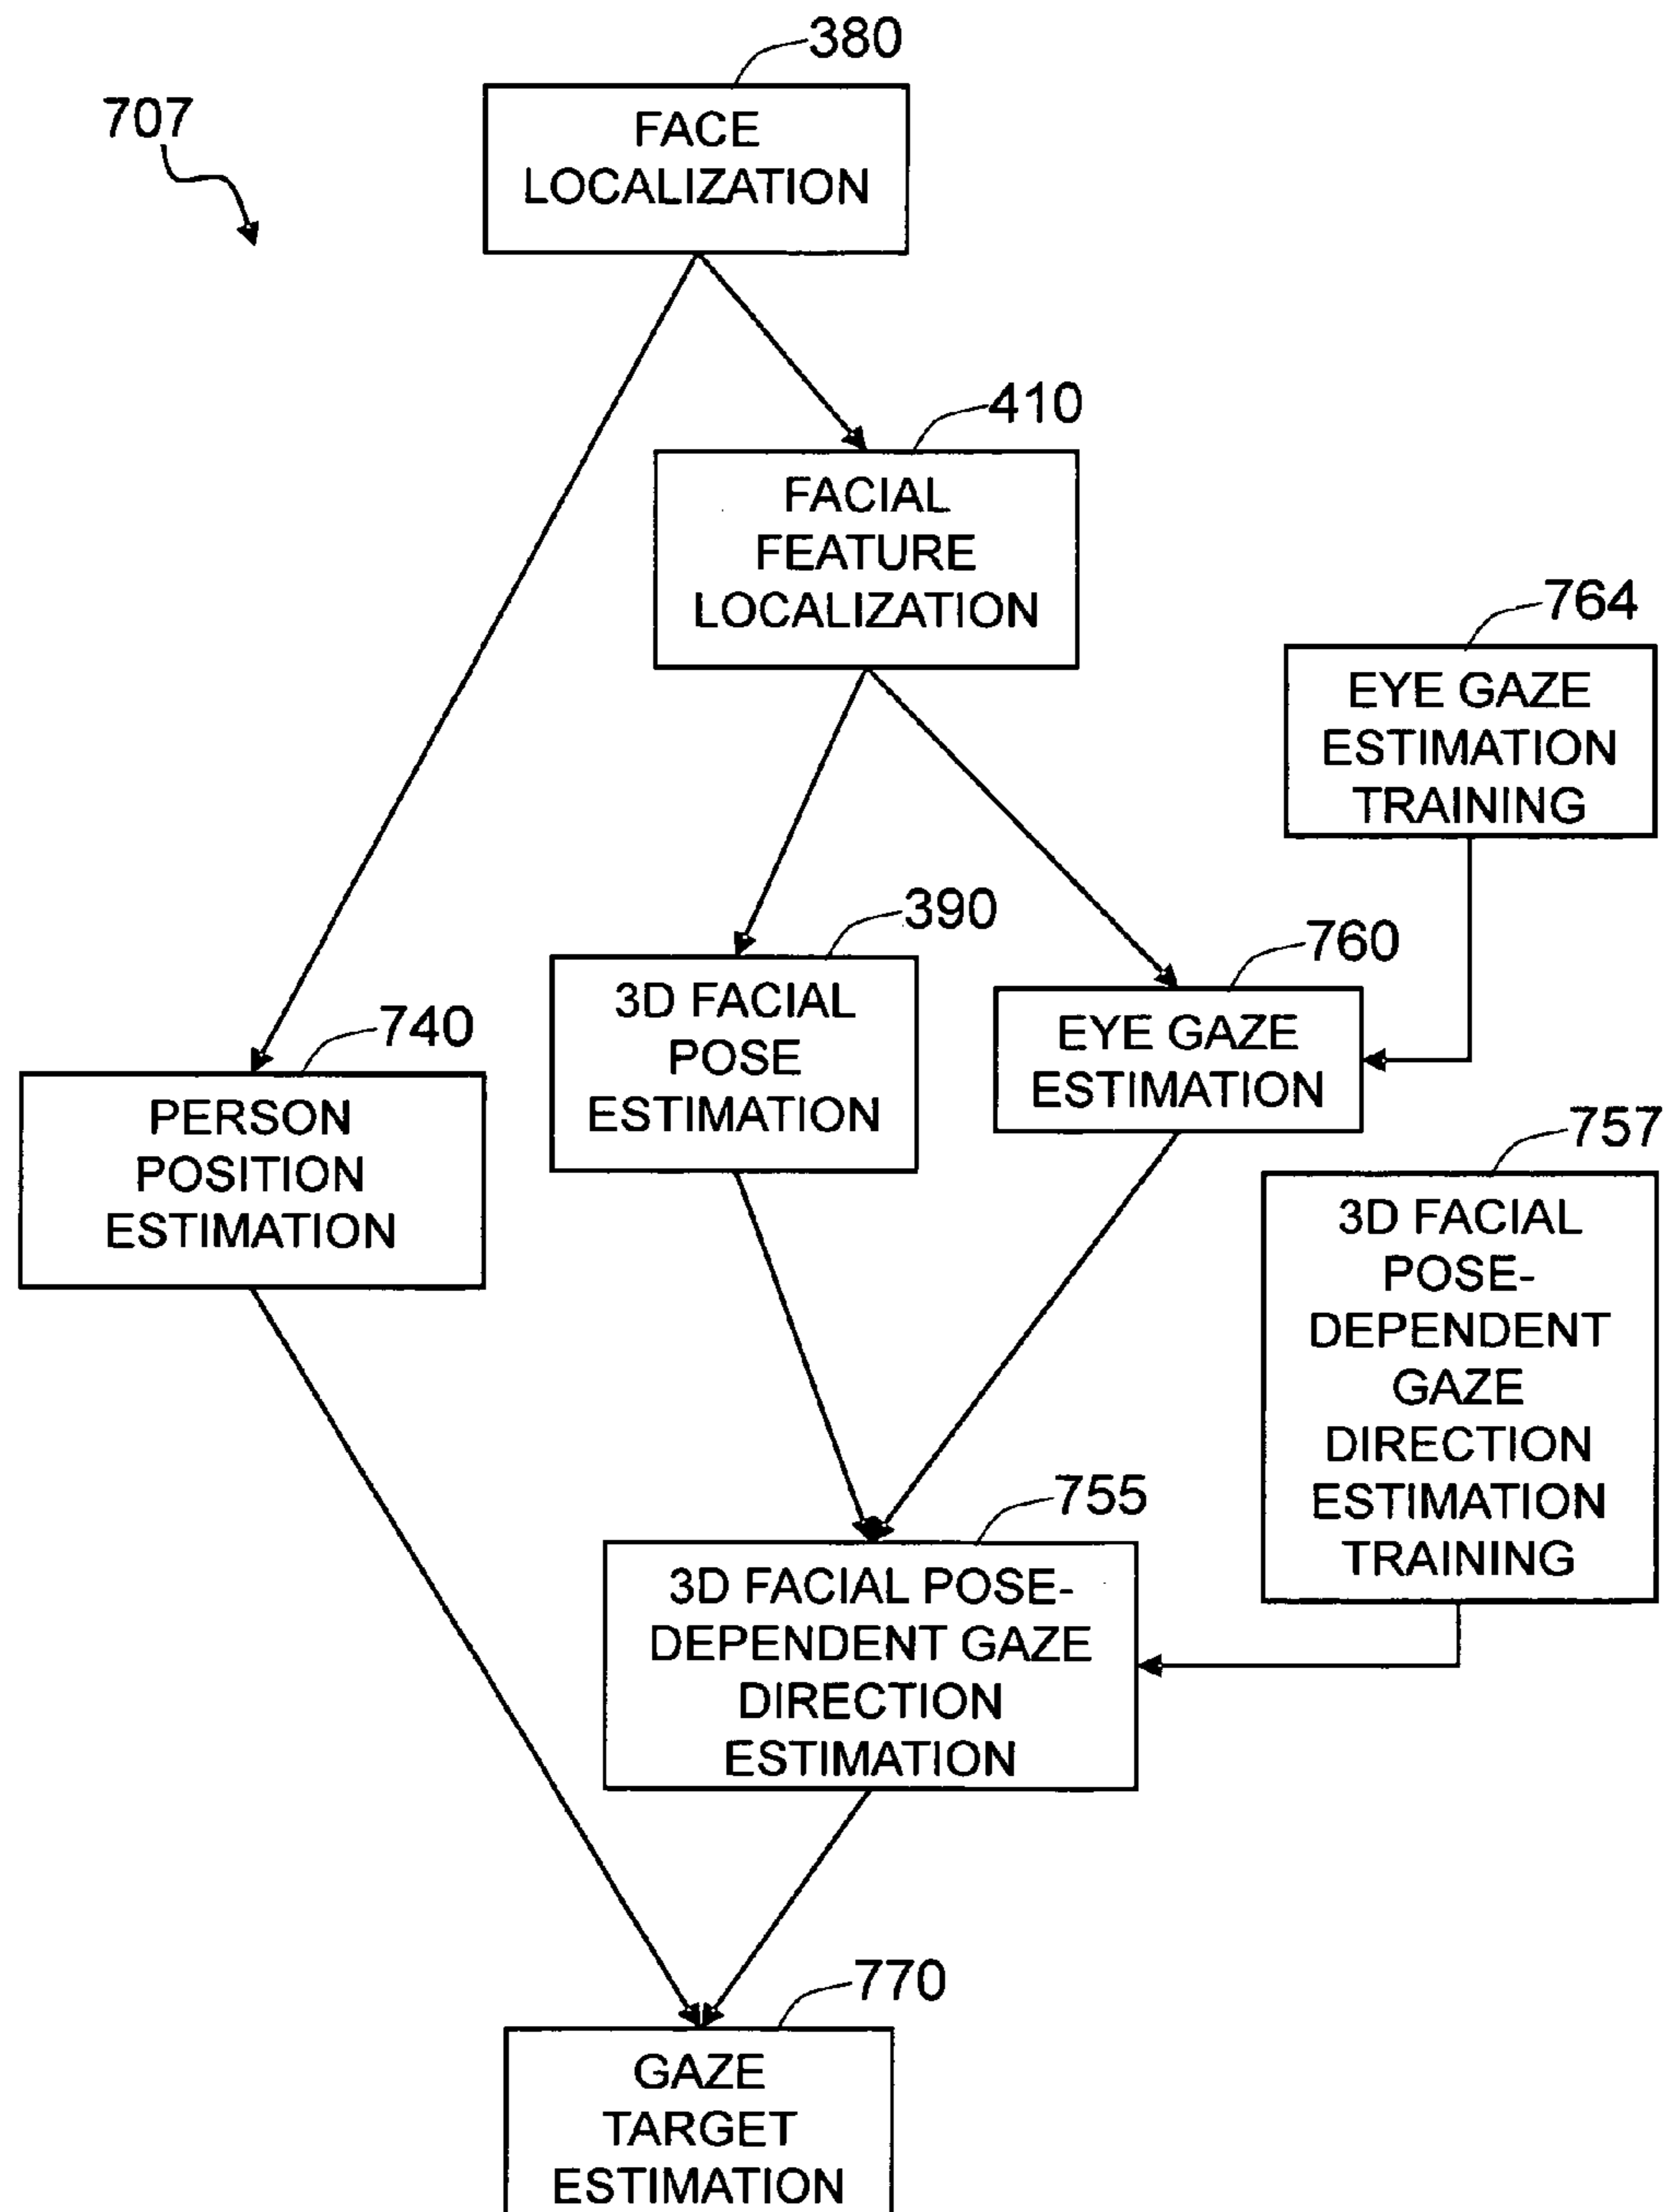 380
707
FACE
LOCALIZATION
410
FACIAL
FEATURE
LOCALIZATION
764
EYE GAZE
ESTIMATION
TRAINING
390
3D FACIAL
POSE
ESTIMATION
760
EYE GAZE
ESTIMATION
740
PERSON
POSITION
ESTIMATION
757
3D FACIAL
POSE-
DEPENDENT
GAZE
DIRECTION
ESTIMATION
TRAINING
755
3D FACIAL POSE-
DEPENDENT GAZE
DIRECTION
ESTIMATION
770
GAZE
TARGET
ESTIMATION